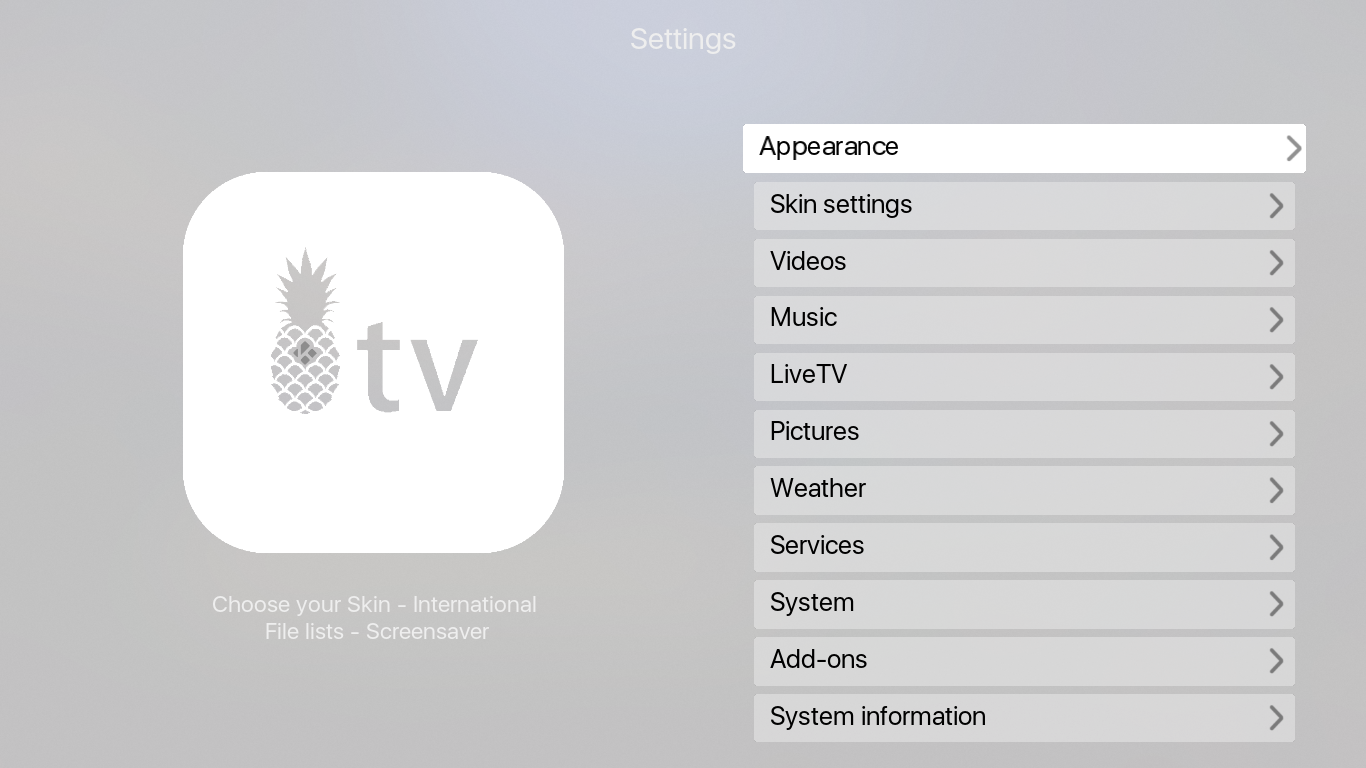 Settings
Appearance
Skin settings
Videos
Music
LiveTV
Pictures
Weather
Services
System
Add-ons
System information
tv
Choose your Skin - International
File lists - Screensaver